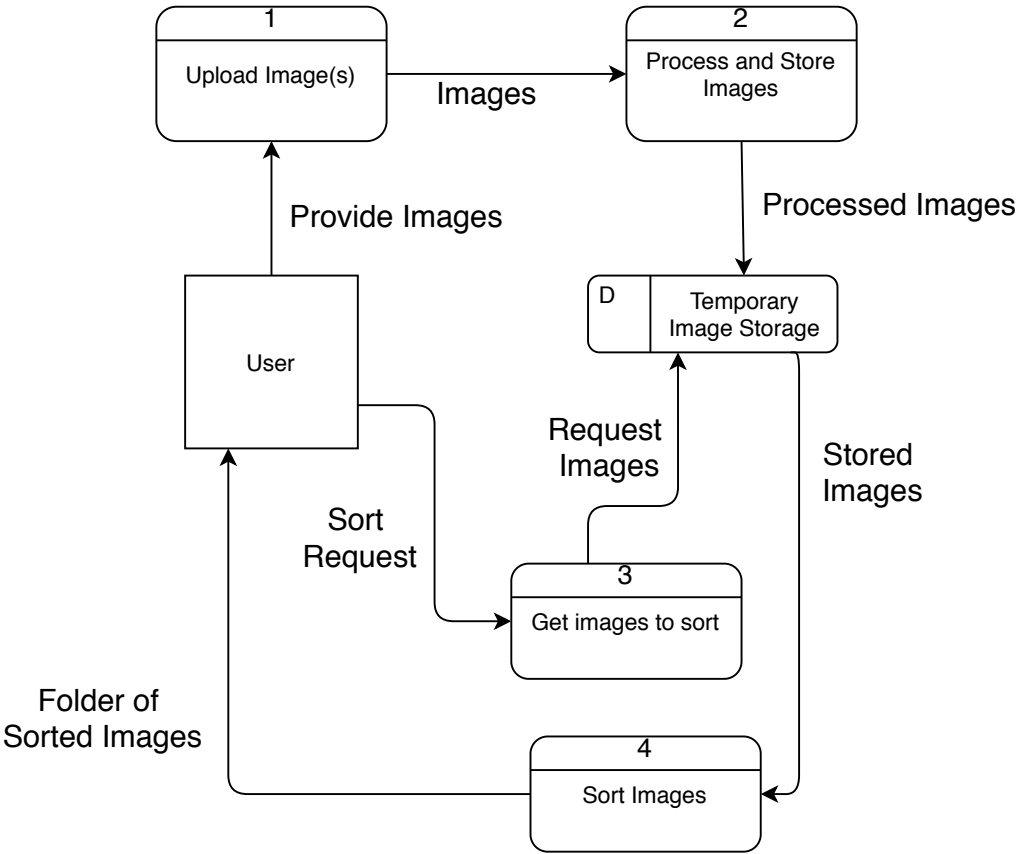 1
Upload Image(s)
Images
2
Process and Store
Images
Provide Images
Processed Images
User
D
Temporary
Image Storage
Request
Images
Stored
Images
Sort
Request
3
Get images to sort
Folder of
Sorted Images
4
Sort Images